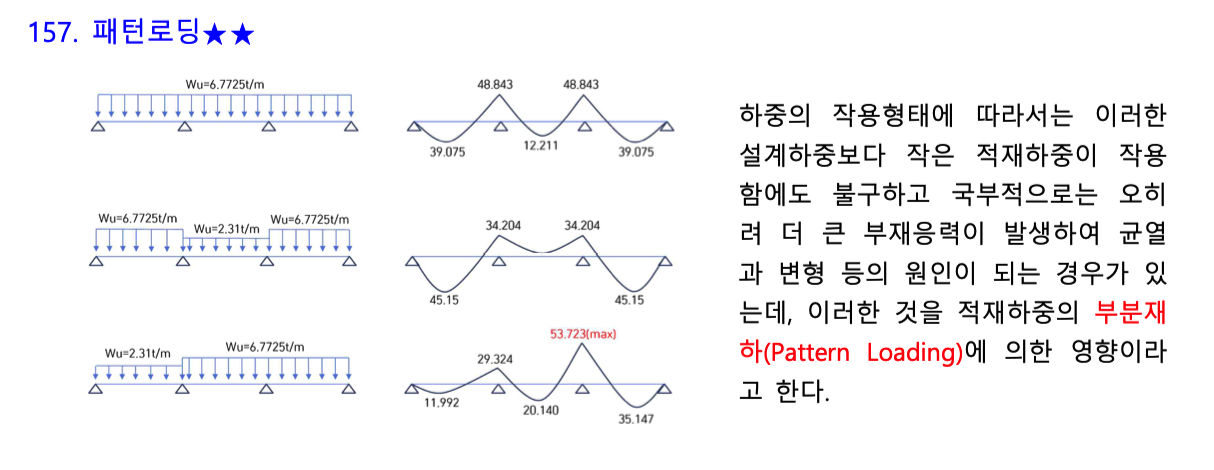 157. 패턴로딩★★
Wu=6.7725t/m
48.843 48.843
39.075 12.211 39.075
Wu=6.7725t/m Wu=2.31t/m Wu=6.7725t/m
34.204 34.204
45.15 45.15
Wu=2.31t/m Wu=6.7725t/m
53.723(max)
29.324
11.992 20.140 35.147
하중의 작용형태에 따라서는 이러한
설계하중보다 작은 적재하중이 작용
함에도 불구하고 국부적으로는 오히
려 더 큰 부재응력이 발생하여 균열
과 변형 등의 원인이 되는 경우가 있
는데, 이러한 것을 적재하중의 부분재
하(Pattern Loading)에 의한 영향이라
고 한다.